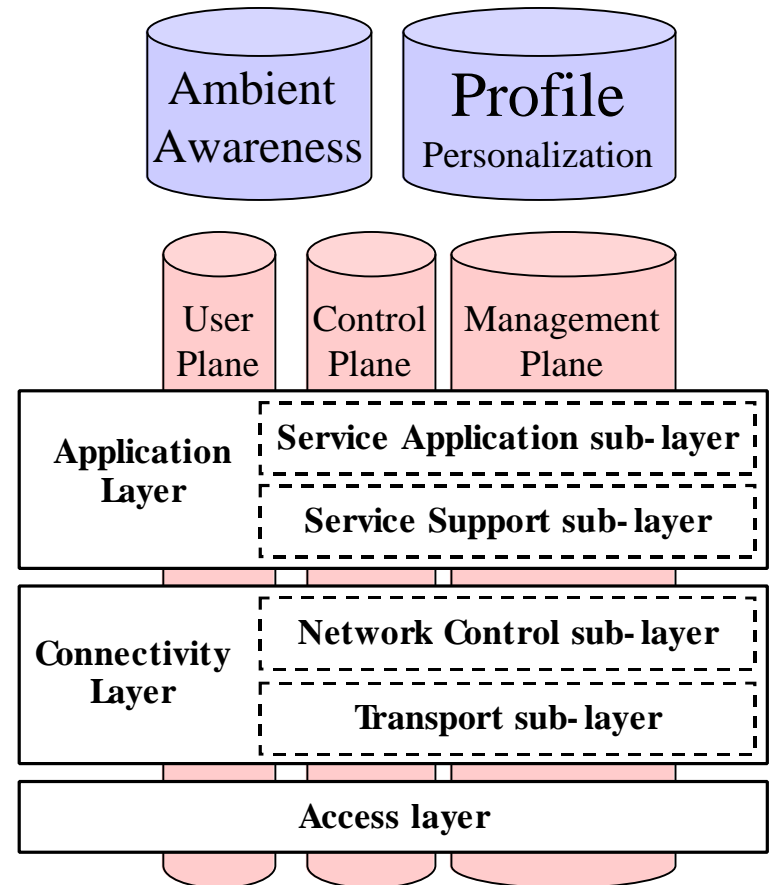 Ambient
Awareness
Profile
Personalization
User
Plane
Control
Plane
Management
Plane
Application
Layer
Service Application sub-layer
Service Support sub-layer
Connectivity
Layer
Network Control sub-layer
Transport sub-layer
Access layer